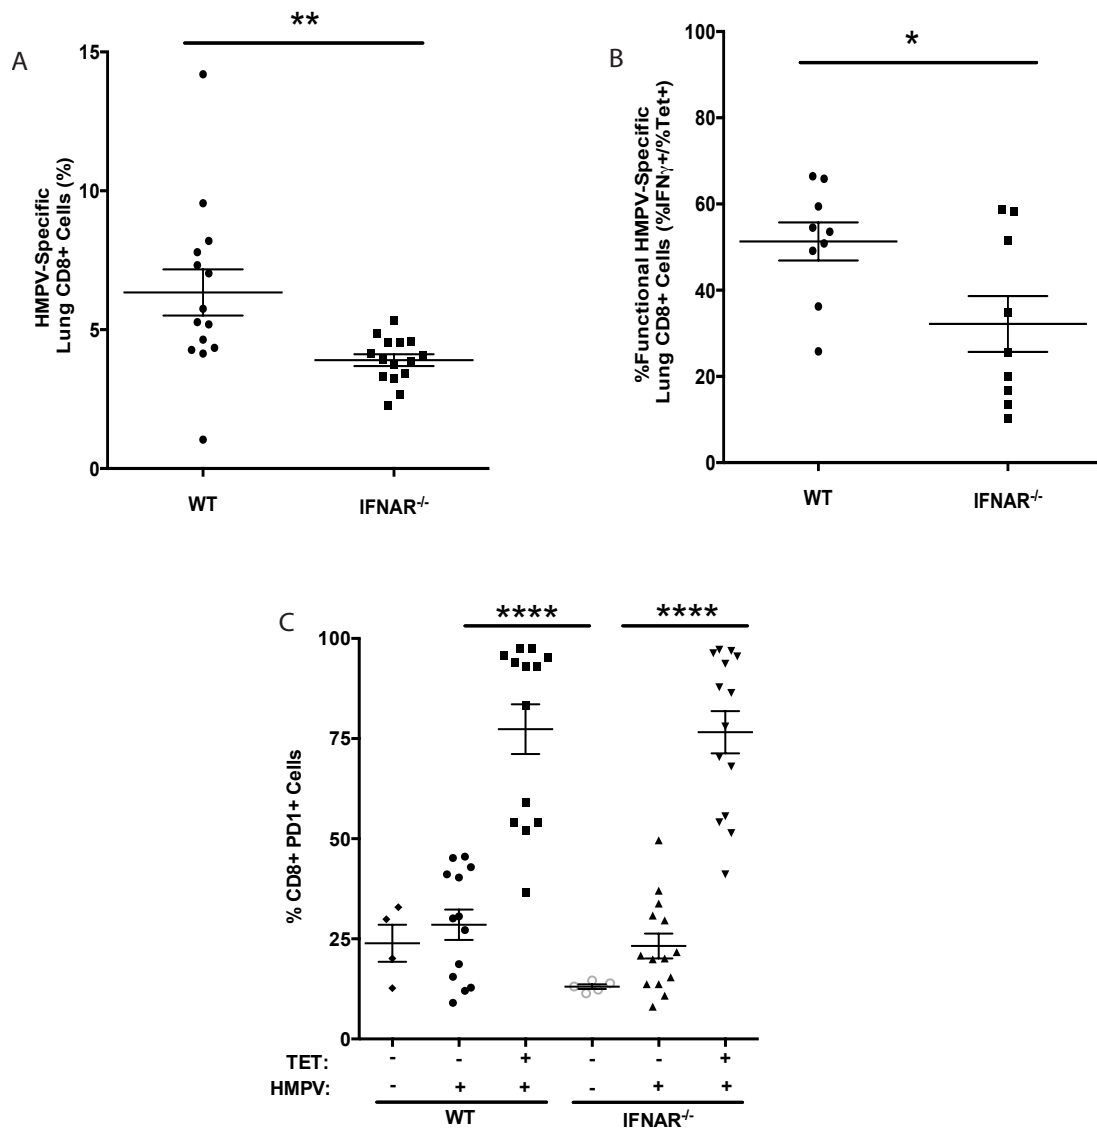 A
**
HMPV-Specific
Lung CD8+ Cells (%)
15
10
5
0
WT
IFNAR-/-
B
*
%Functional HMPV-Specific
Lung CD8+ Cells (%IFNγ+/%Tet+)
100
80
60
40
20
0
WT
IFNAR-/-
C
****
****
% CD8+ PD1+ Cells
100
75
50
25
0
TET: - - + - - +
HMPV: - + + - + +
WT
IFNAR-/-